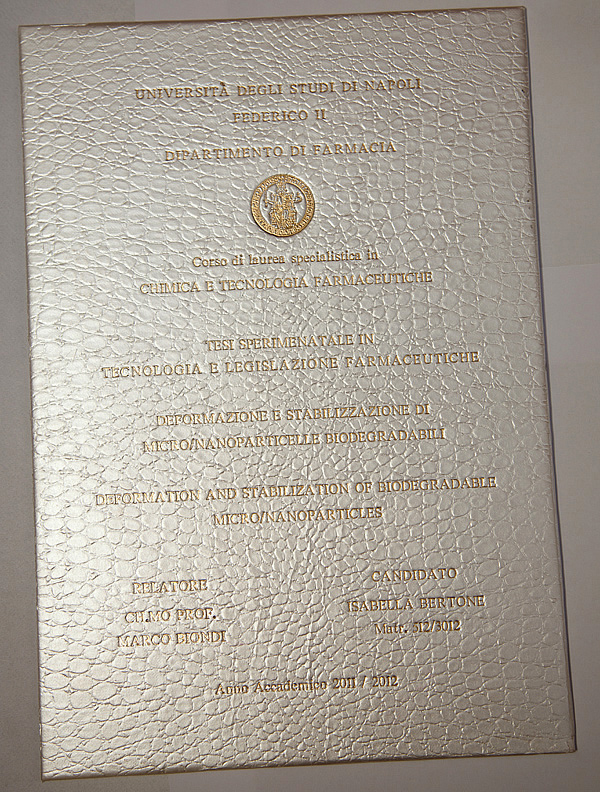 UNIVERSITÀ DEGLI STUDI DI NAPOLI
FEDERICO II
DIPARTIMENTO DI FARMACIA
Corso di laurea specialistica in
CHIMICA E TECNOLOGIA FARMACEUTICHE
TESI SPERIMENATALE IN
TECNOLOGIA E LEGISLAZIONE FARMACEUTICHE
DEFORMAZIONE E STABILIZZAZIONE DI
MICRO/NANOPARTICELLE BIODEGRADABILI
DEFORMATION AND STABILIZATION OF BIODEGRADABLE
MICRO/NANOPARTICLES
RELATORE
CH.MO PROF.
MARCO BIONDI
CANDIDATO
ISABELLA BERTONE
Matr. 512/3012
Anno Accademico 2011 / 2012